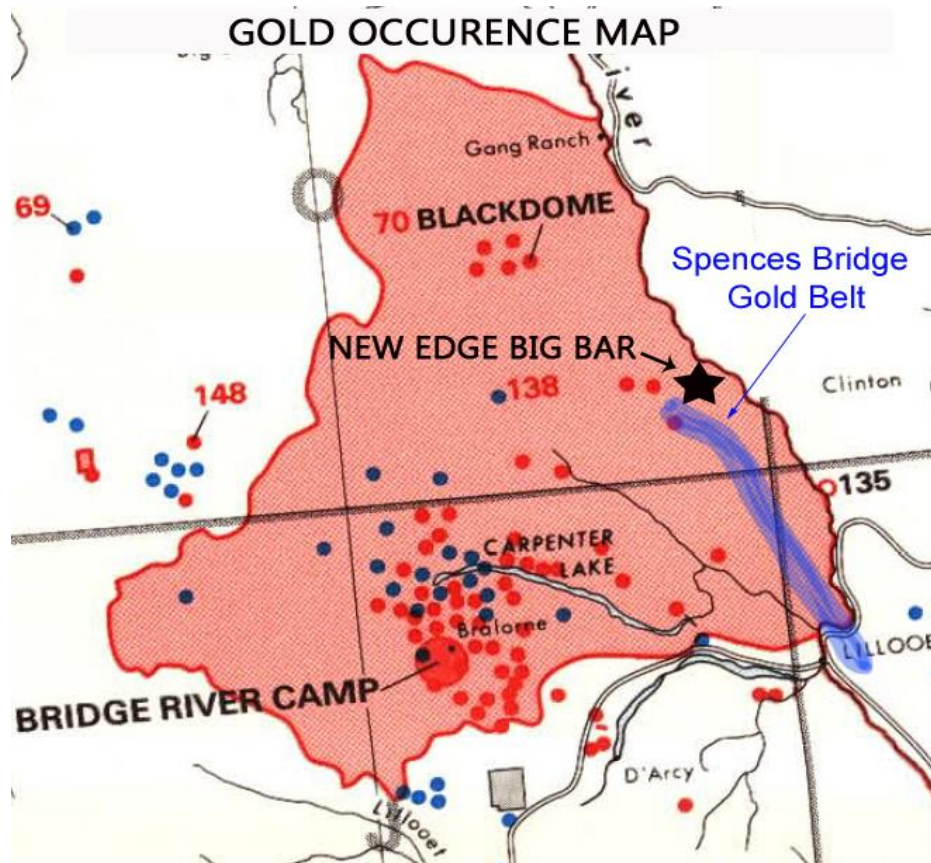 GOLD OCCURENCE MAP
River
Gang Ranch
69
70 BLACKDOME
Spences Bridge
Gold Belt
NEW EDGE BIG BAR
138
Clinton
148
135
CARPENTER
LAKE
Bralorne
LILLOOE
BRIDGE RIVER CAMP
D'Arcy
Lillooet
J